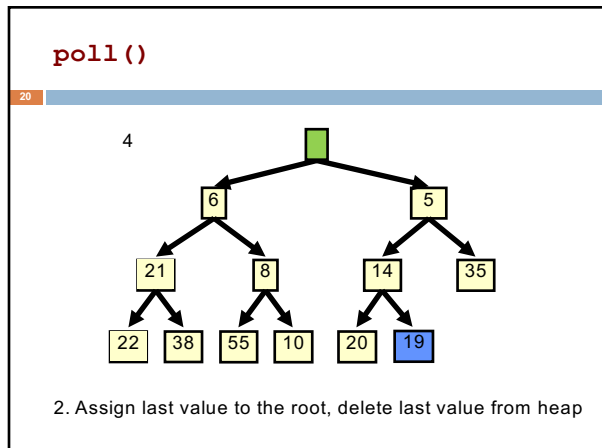 poll()
20
4
6 5
21 8 14 35
22 38 55 10 20 19
2. Assign last value to the root, delete last value from heap